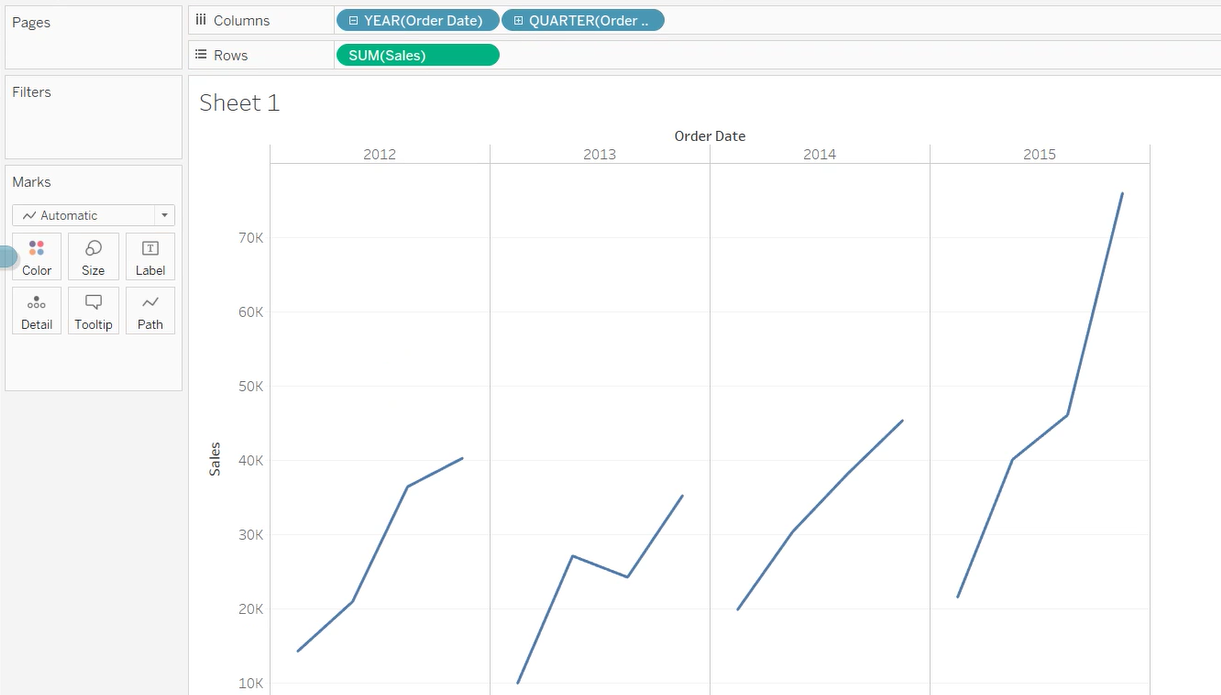 Pages
Columns
YEAR(Order Date)
QUARTER(Order ..
Rows
SUM(Sales)
Filters
Sheet 1
Order Date
2012
2013
2014
2015
Marks
Automatic
Color
Size
T
Label
Detail
Tooltip
Path
Sales
70K
60K
50K
40K
30K
20K
10K